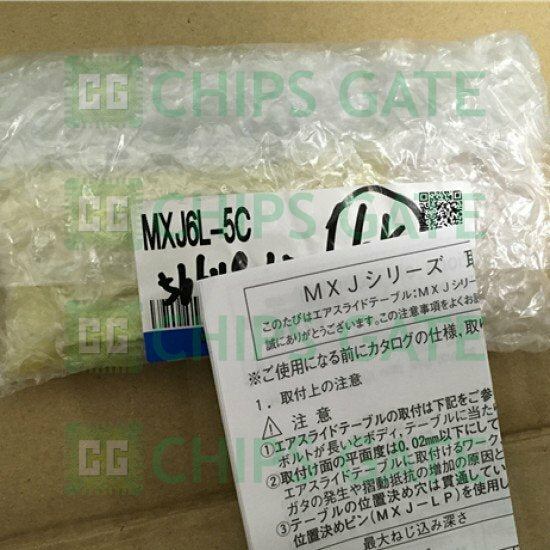 CG CHIPS GATE
CG CHIPS GATE
MXJ6L-5C
MXJシリーズ
このたびはエアスライドテーブル:MXJシリー
誠にありがとうございます。この注意事項をよくお読
※ご使用になる前にカタログの仕様、取り
CG CHIPS GATE
1. 取付上の注意
注意
①エアスライドテーブルの取付は下記をご参
ボルトが長いとボディ、テーブルに当た
②取付け面の平面度は0.02mm以下にして
エアスライドテーブルに取付けるワーク
ガタの発生や摺動抵抗の増加の原因と
CG CHIPS GATE
③テーブルの位置決め穴は貫通してい
位置決めピン(MXJ-LP)を使用し
最大ねじ込み深さ